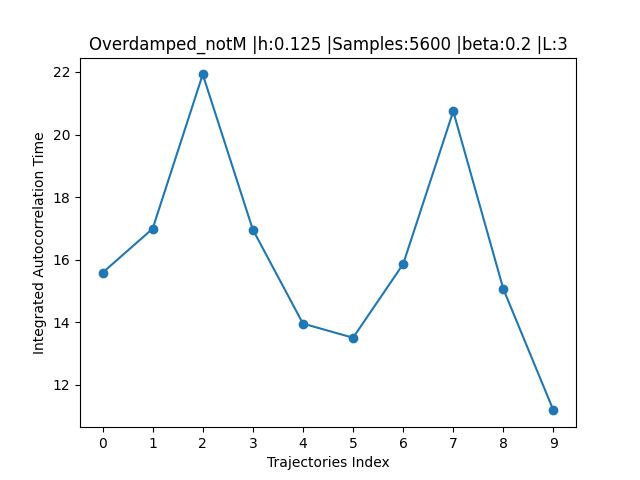 Overdamped_notM |h:0.125 |Samples:5600 |beta:0.2 |L:3
22
20
18
16
14
12
Integrated Autocorrelation Time
0 1 2 3 4 5 6 7 8 9
Trajectories Index